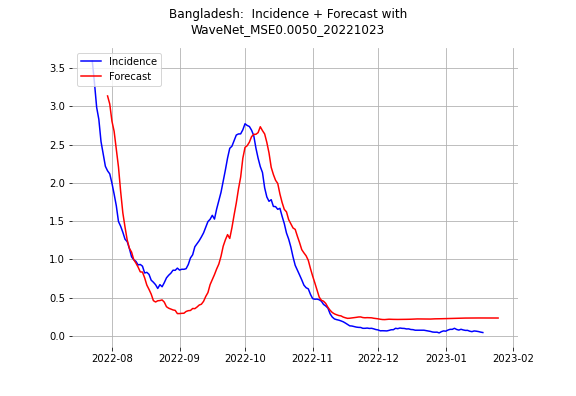 Bangladesh:  Incidence + Forecast with
WaveNet_MSE0.0050_20221023
Incidence
Forecast
3.5
3.0
2.5
2.0
1.5
1.0
0.5
0.0
2022-08 2022-09 2022-10 2022-11 2022-12 2023-01 2023-02